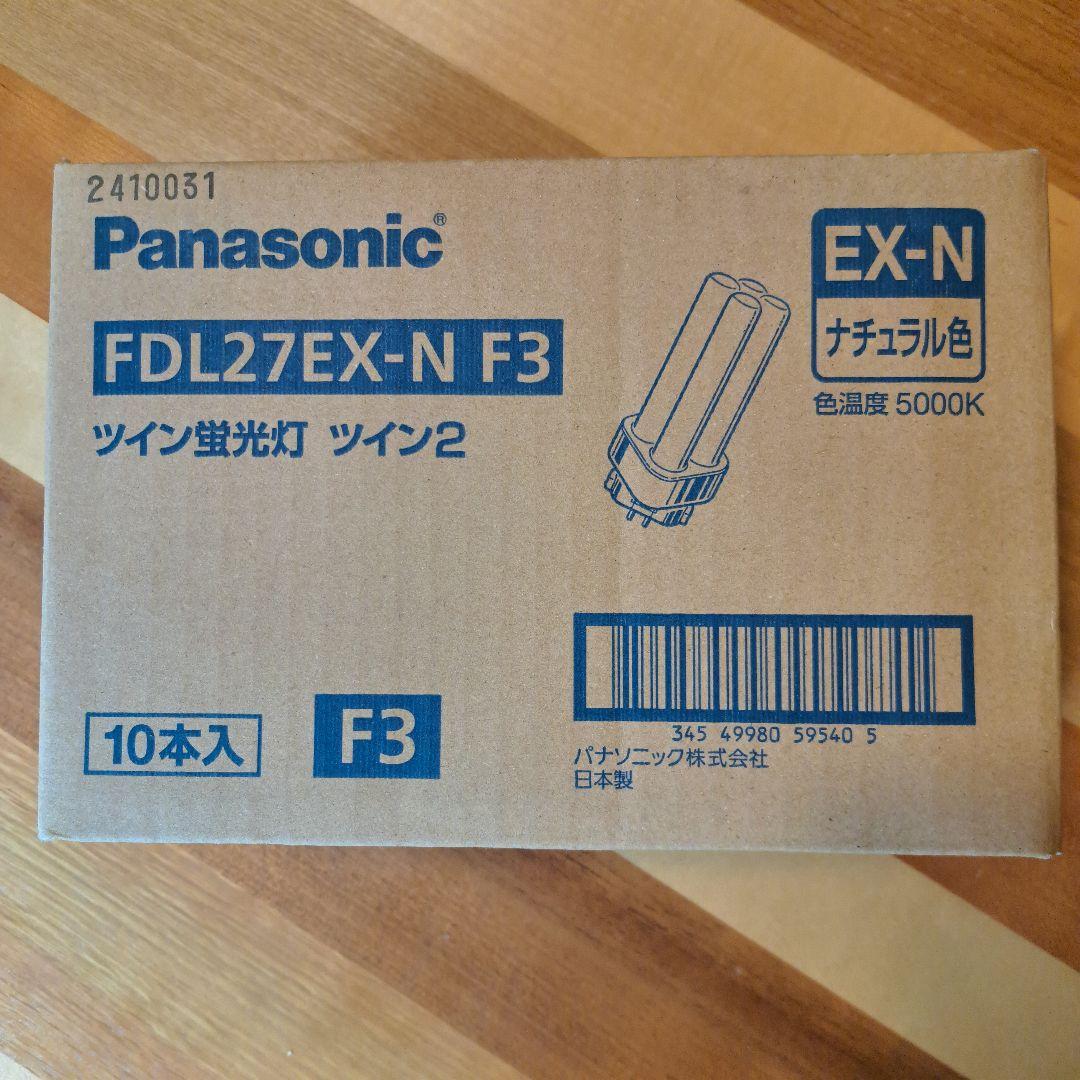 2410031
Panasonic®
EX-N
ナチュラル色
色温度 5000K
FDL27EX-N F3
ツイン蛍光灯 ツイン2
10本入
F3
345 49980 59540 5
パナソニック株式会社
日本製